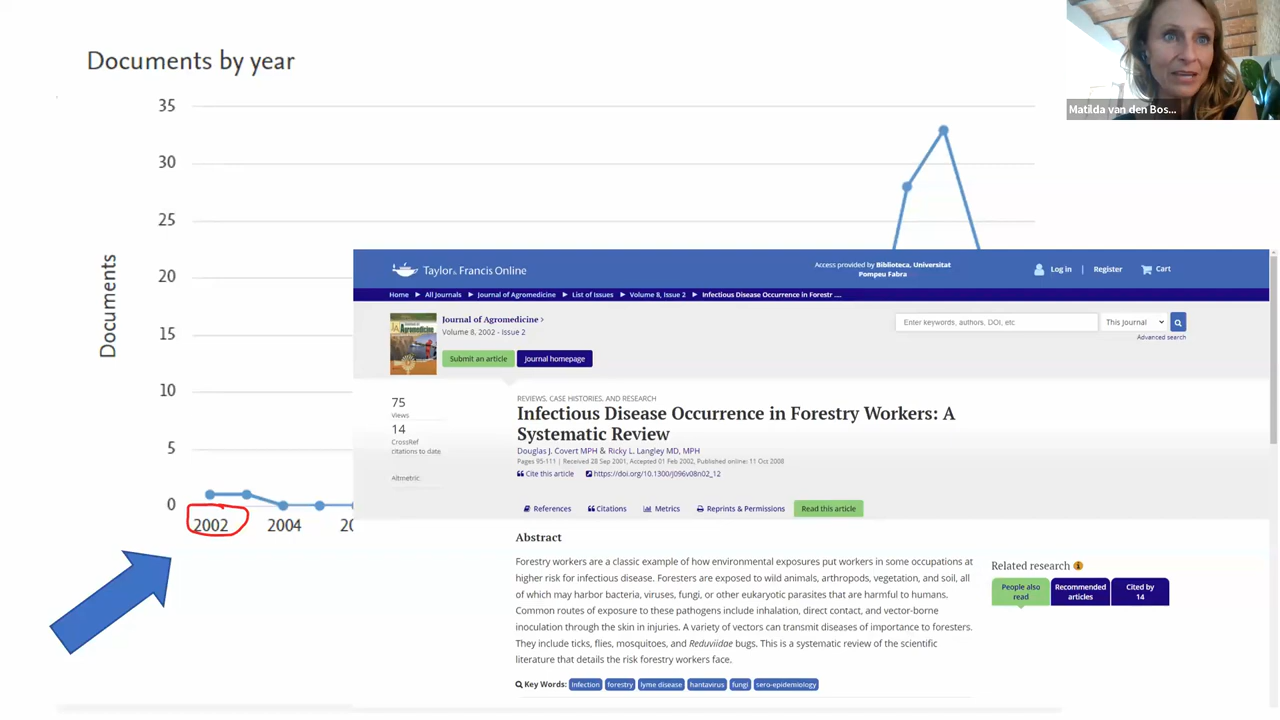 Documents by year
Matilda van den Bos...
35
30
25
20
15
10
5
0
Documents
2002
2004
20
Taylor & Francis Online
Access provided by Biblioteca, Universitat
Pompeu Fabra
Log in | Register
Cart
Home ▶ All Journals ▶ Journal of Agromedicine ▶ List of Issues ▶ Volume 8, Issue 2 ▶ Infectious Disease Occurrence in Forestr ....
Journal of Agromedicine >
Volume 8, 2002 - Issue 2
Submit an article
Journal homepage
Enter keywords, authors, DOI, etc
This Journal
Advanced search
75
Views
14
CrossRef
citations to date
Altmetric
REVIEWS, CASE HISTORIES, AND RESEARCH
Infectious Disease Occurrence in Forestry Workers: A
Systematic Review
Douglas J. Covert MPH & Ricky L. Langley MD, MPH
Pages 95-111 | Received 28 Sep 2001, Accepted 01 Feb 2002, Published online: 11 Oct 2008
Cite this article
https://doi.org/10.1300/J096v08n02_12
References
Citations
Metrics
Reprints & Permissions
Read this article
Abstract
Forestry workers are a classic example of how environmental exposures put workers in some occupations at
higher risk for infectious disease. Foresters are exposed to wild animals, arthropods, vegetation, and soil, all
of which may harbor bacteria, viruses, fungi, or other eukaryotic parasites that are harmful to humans.
Common routes of exposure to these pathogens include inhalation, direct contact, and vector-borne
inoculation through the skin in injuries. A variety of vectors can transmit diseases of importance to foresters.
They include ticks, flies, mosquitoes, and Reduviidae bugs. This is a systematic review of the scientific
literature that details the risk forestry workers face.
Key Words: infection forestry lyme disease hantavirus fungi sero-epidemiology
Related research
People also
read
Recommended
articles
Cited by
14